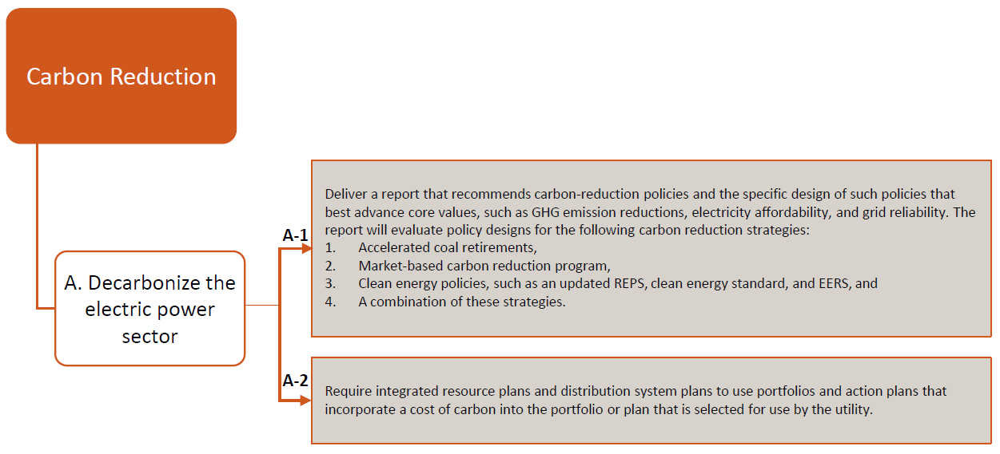 Carbon Reduction
A. Decarbonize the
electric power
sector
A-1
Deliver a report that recommends carbon-reduction policies and the specific design of such policies that
best advance core values, such as GHG emission reductions, electricity affordability, and grid reliability. The
report will evaluate policy designs for the following carbon reduction strategies:
1. Accelerated coal retirements,
2. Market-based carbon reduction program,
3. Clean energy policies, such as an updated REPS, clean energy standard, and EERS, and
4. A combination of these strategies.
A-2
Require integrated resource plans and distribution system plans to use portfolios and action plans that
incorporate a cost of carbon into the portfolio or plan that is selected for use by the utility.